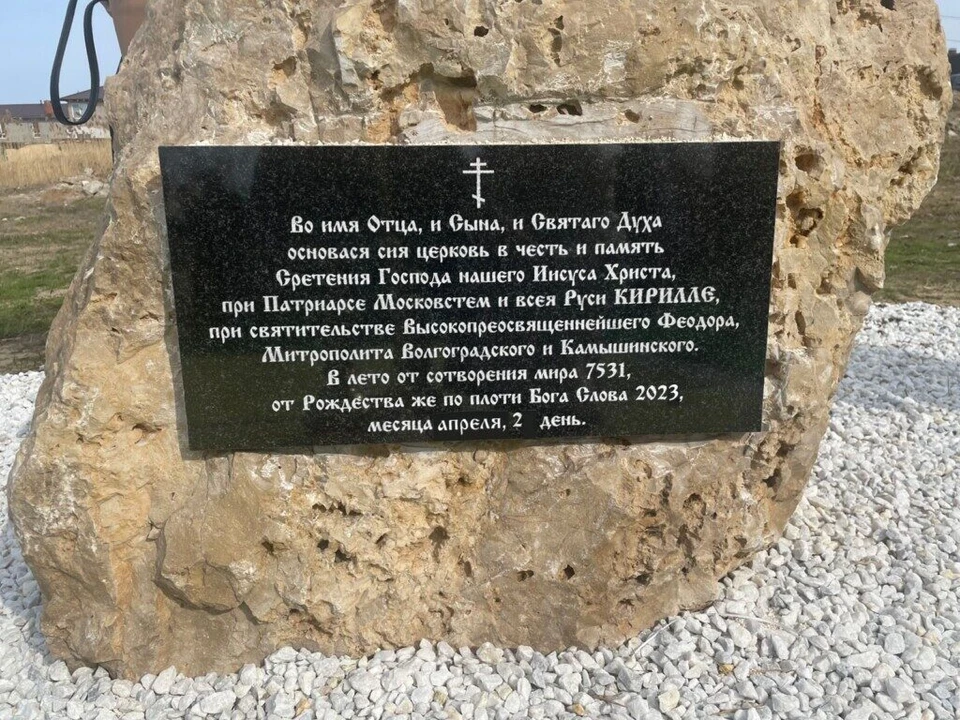 Во имя Отца, и Сына, и Святаго Духа
основася сия церковь в честь и память
Сретения Господа нашего Иисуса Христа,
при Патриарсе Московстем и всея Руси КИРИЛЛЕ,
при святительстве Высокопреосвященнейшего Феодора,
Митрополита Волгоградского и Камышинского.
В лето от сотворения мира 7531,
от Рождества же по плоти Бога Слова 2023,
месяца апреля, 2 день.